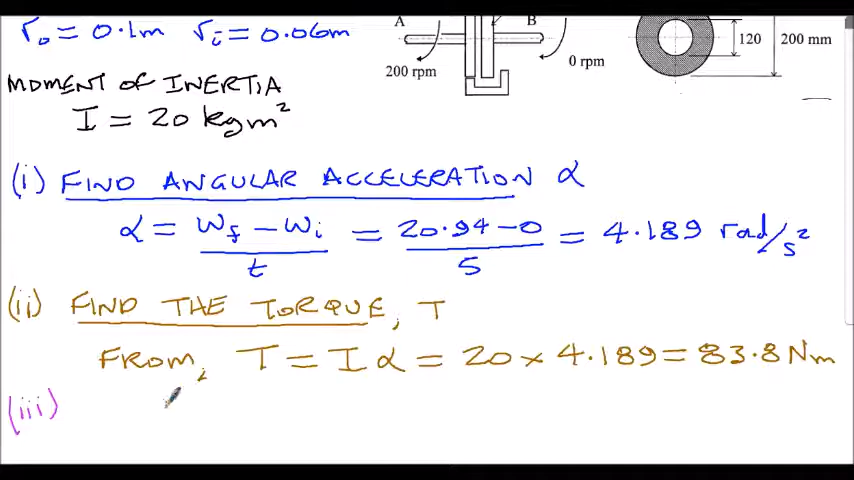 r₀ = 0.1m rᵢ = 0.06m
A B
200 rpm 0 rpm
120 200 mm
MOMENT OF INERTIA
I = 20 kgm²
(i) FIND ANGULAR ACCELERATION α
α = (ω_f − ω_i)/t = (20.94 − 0)/5 = 4.189 rad/s²
(ii) FIND THE TORQUE, T
FROM, T = Iα = 20 × 4.189 = 83.8 Nm
(iii)